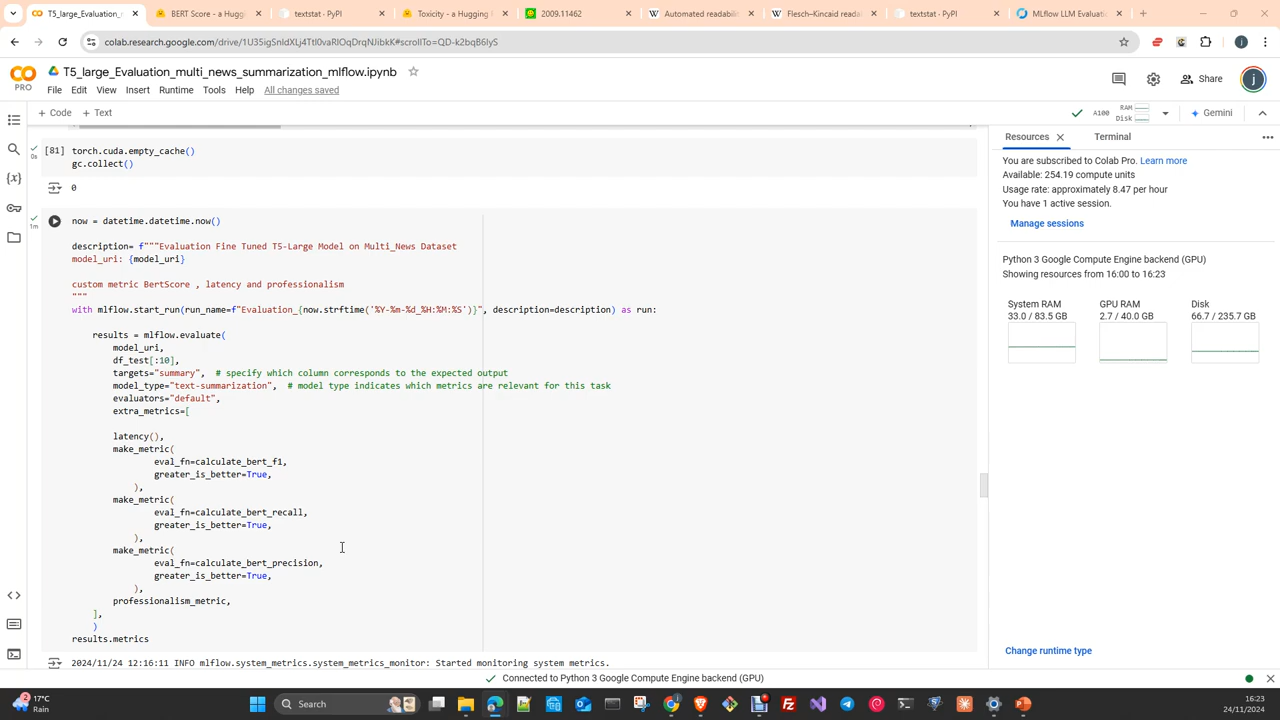 T5_large_Evaluation_multi_news
BERT Score - a Hugg
textstat · PyPI
Toxicity - a Hugging F
2009.11462
Automated readability
Flesch–Kincaid reada
textstat · PyPI
MLflow LLM Evaluati
colab.research.google.com/drive/
PRO
T5_large_Evaluation_multi_news_summarization_mlflow.ipynb
File Edit View Insert Runtime Tools Help All changes saved
Share
+ Code + Text
A100 RAM Disk
Gemini
[81] torch.cuda.empty_cache()
gc.collect()
0s
0
now = datetime.datetime.now()
1m
description= f"""Evaluation Fine Tuned T5-Large Model on Multi_News Dataset
model_uri: {model_uri}
custom metric BertScore , latency and professionalism
"""
with mlflow.start_run(run_name=f"Evaluation_{now.strftime('%Y-%m-%d_%H:%M:%S')}", description=description) as run:
results = mlflow.evaluate(
model_uri,
df_test[:10],
targets="summary", # specify which column corresponds to the expected output
model_type="text-summarization", # model type indicates which metrics are relevant for this task
evaluators="default",
extra_metrics=[
latency(),
make_metric(
eval_fn=calculate_bert_f1,
greater_is_better=True,
),
make_metric(
eval_fn=calculate_bert_recall,
greater_is_better=True,
),
make_metric(
eval_fn=calculate_bert_precision,
greater_is_better=True,
),
professionalism_metric,
],
)
results.metrics
2024/11/24 12:16:11 INFO mlflow.system_metrics.system_metrics_monitor: Started monitoring system metrics.
Resources Terminal
You are subscribed to Colab Pro. Learn more
Available: 254.19 compute units
Usage rate: approximately 8.47 per hour
You have 1 active session.
Manage sessions
Python 3 Google Compute Engine backend (GPU)
Showing resources from 16:00 to 16:23
System RAM
33.0 / 83.5 GB
GPU RAM
2.7 / 40.0 GB
Disk
66.7 / 235.7 GB
Change runtime type
Connected to Python 3 Google Compute Engine backend (GPU)
2
17°C
Rain
Search
16:23
24/11/2024